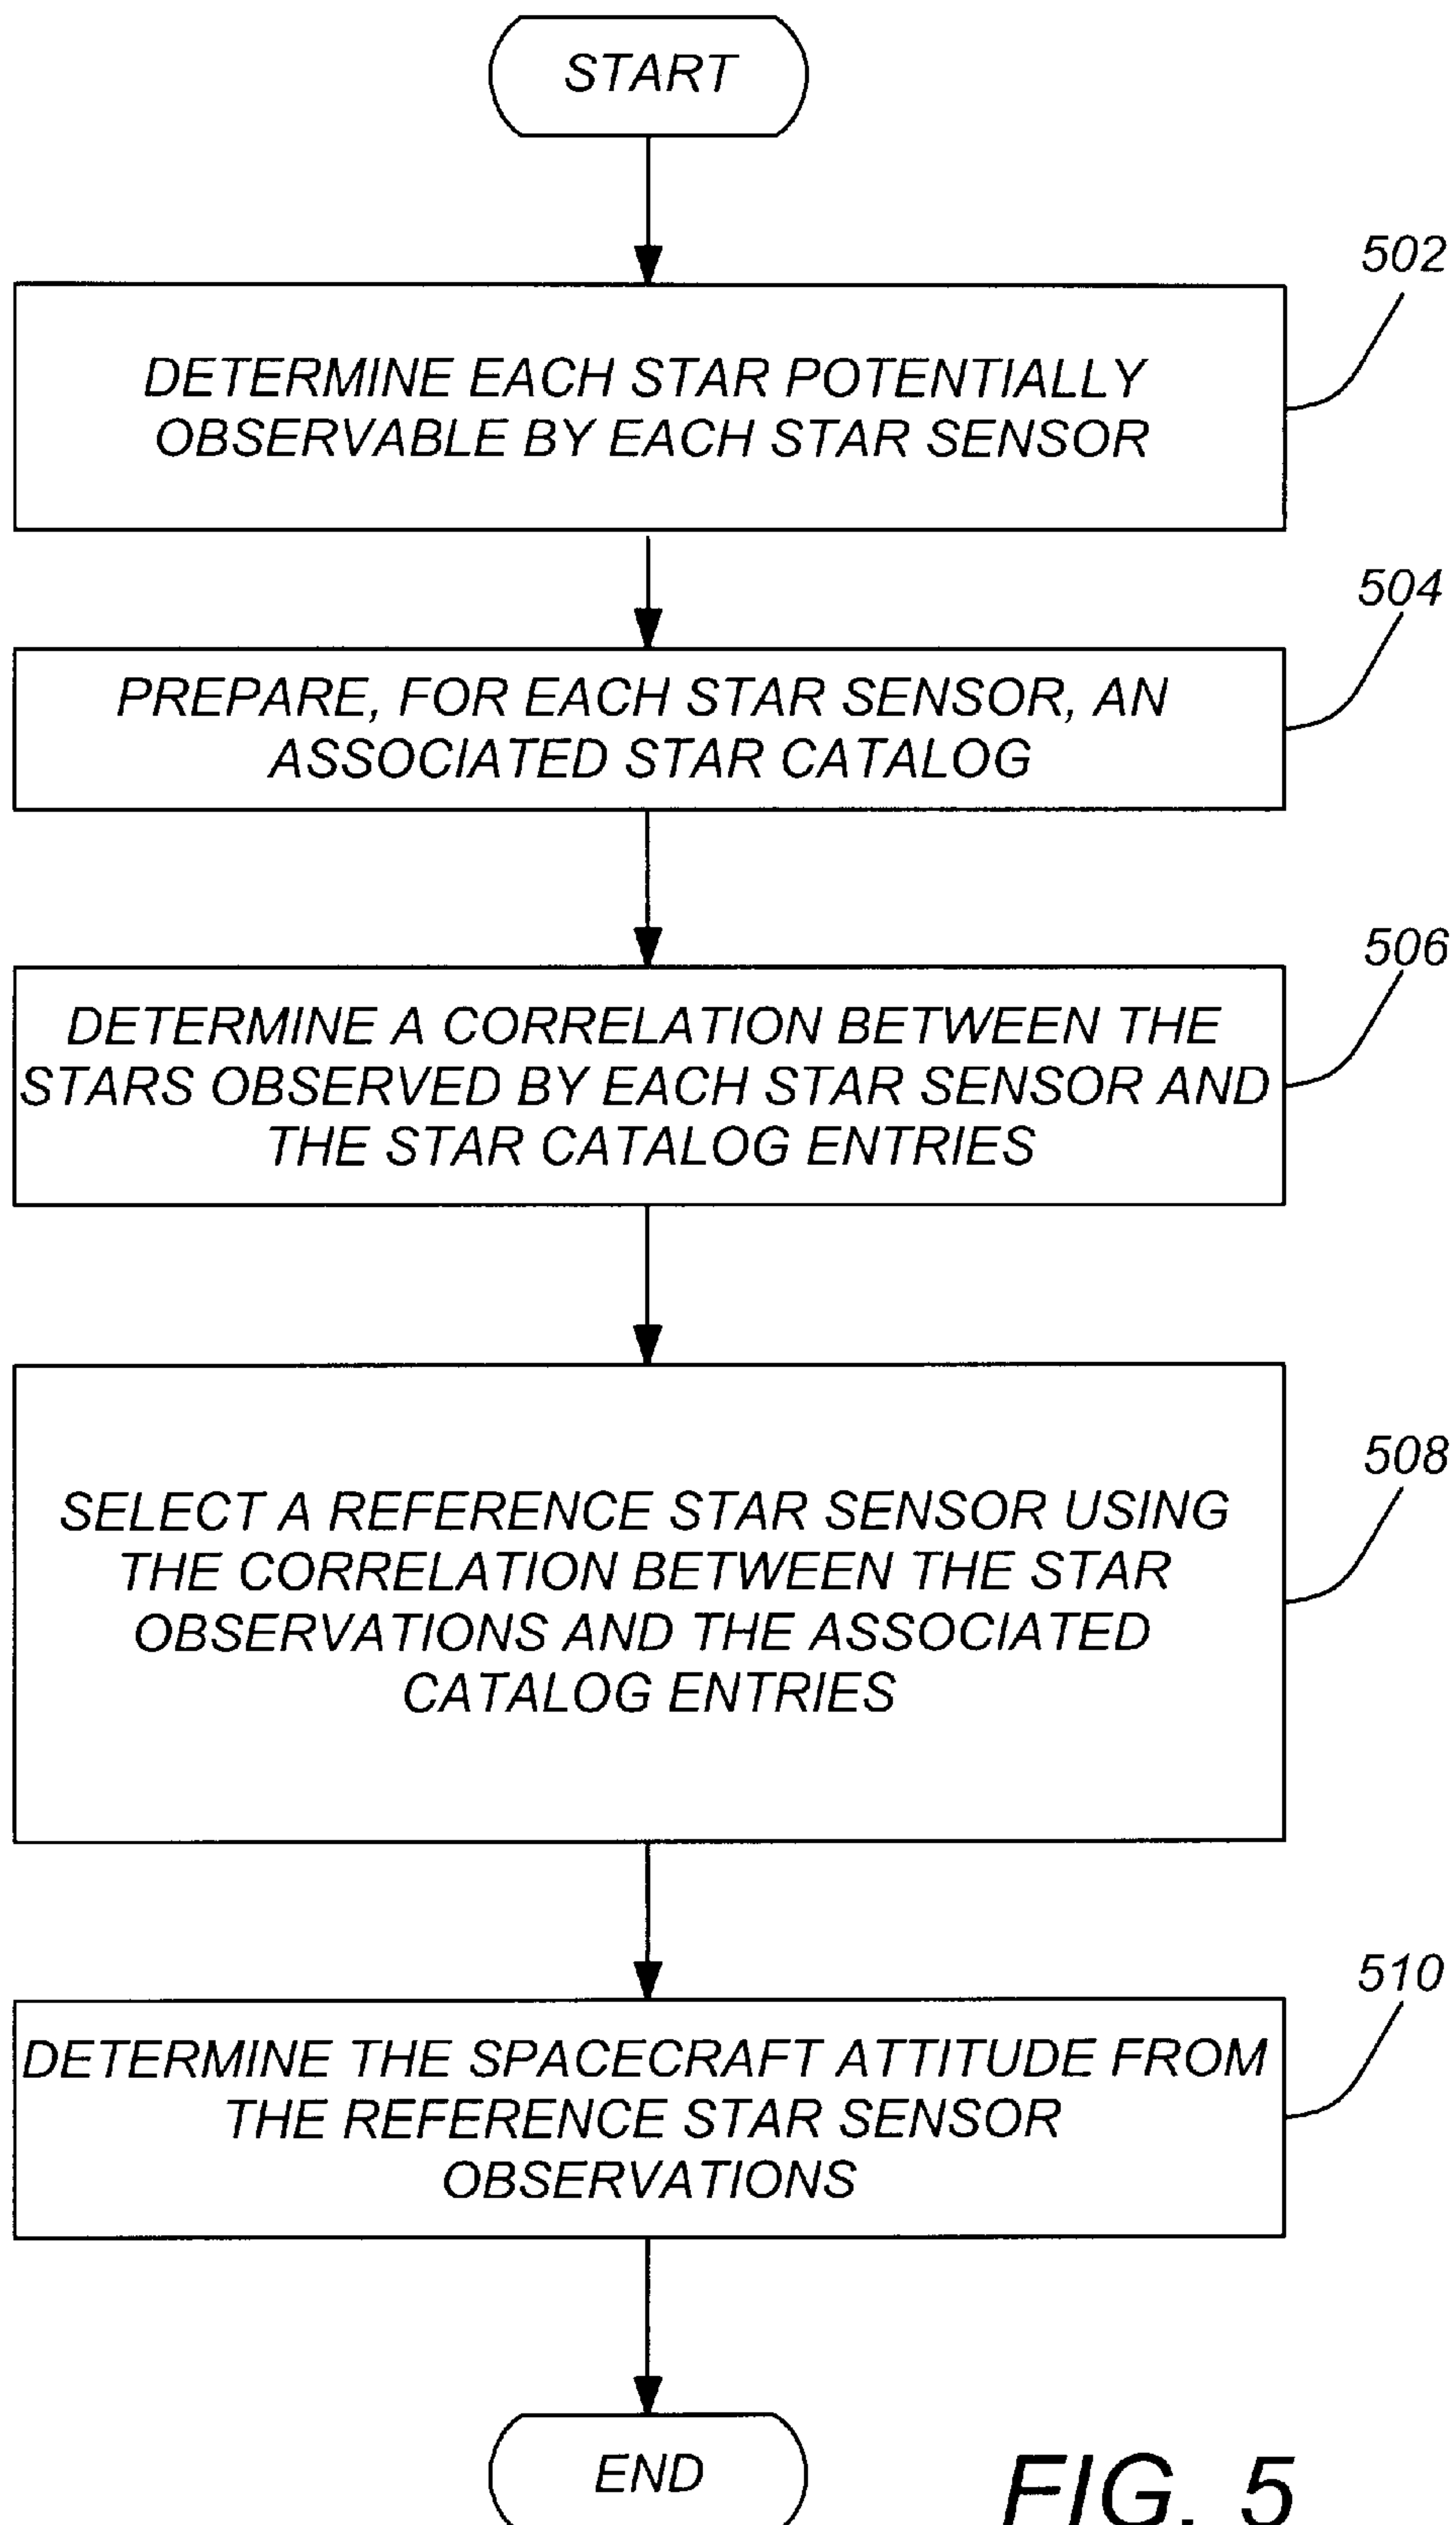 START
502
DETERMINE EACH STAR POTENTIALLY
OBSERVABLE BY EACH STAR SENSOR
504
PREPARE, FOR EACH STAR SENSOR, AN
ASSOCIATED STAR CATALOG
506
DETERMINE A CORRELATION BETWEEN THE
STARS OBSERVED BY EACH STAR SENSOR AND
THE STAR CATALOG ENTRIES
508
SELECT A REFERENCE STAR SENSOR USING
THE CORRELATION BETWEEN THE STAR
OBSERVATIONS AND THE ASSOCIATED
CATALOG ENTRIES
510
DETERMINE THE SPACECRAFT ATTITUDE FROM
THE REFERENCE STAR SENSOR
OBSERVATIONS
END
FIG. 5